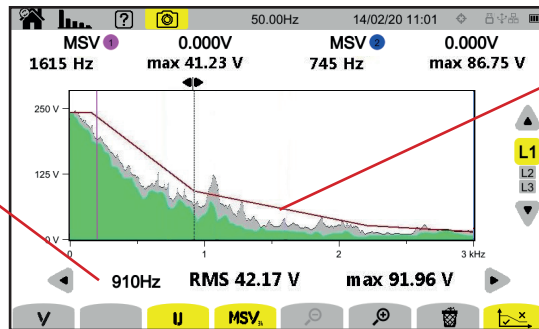 ? 50.00Hz 14/02/20 11:01
MSV 1 0.000V MSV 2 0.000V
1615 Hz max 41.23 V 745 Hz max 86.75 V
250 V
125 V
0 V
0 1 2 3 kHz
L1
L2
L3
910Hz RMS 42.17 V max 91.96 V
V U MSV%